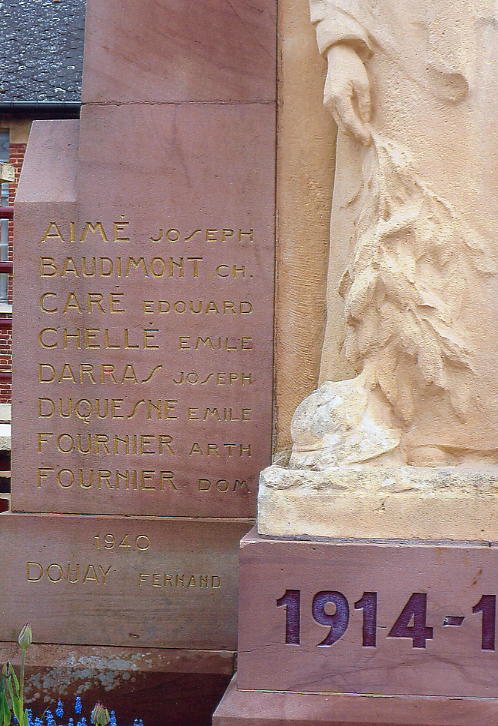 AIMÉ JOSEPH
BAUDIMONT CH.
CARÉ EDOUARD
CHELLÉ EMILE
DARRAS JOSEPH
DUQUESNE EMILE
FOURNIER ARTH
FOURNIER DOM.
1940
DOUAY FERNAND
1914-1